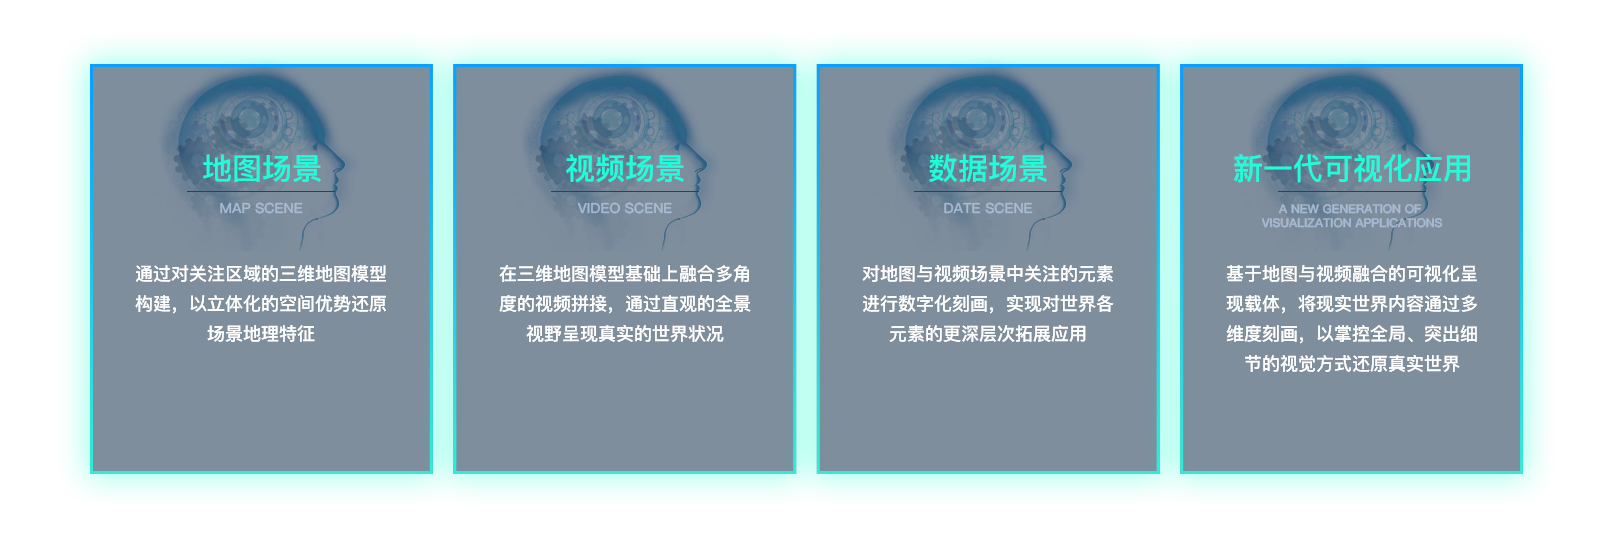 地图场景
MAP SCENE
通过对关注区域的三维地图模型
构建，以立体化的空间优势还原
场景地理特征
视频场景
VIDEO SCENE
在三维地图模型基础上融合多角
度的视频拼接，通过直观的全景
视野呈现真实的世界状况
数据场景
DATE SCENE
对地图与视频场景中关注的元素
进行数字化刻画，实现对世界各
元素的更深层次拓展应用
新一代可视化应用
A NEW GENERATION OF
VISUALIZATION APPLICATIONS
基于地图与视频融合的可视化呈
现载体，将现实世界内容通过多
维度刻画，以掌控全局、突出细
节的视觉方式还原真实世界